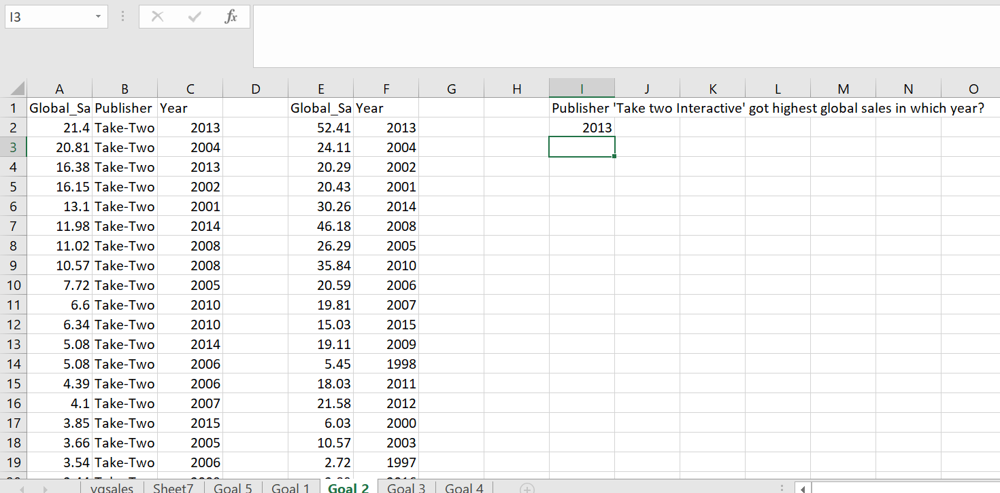 I3 fx
A B C D E F G H I J K L M N O
1 Global_Sa Publisher Year Global_Sa Year Publisher 'Take two Interactive' got highest global sales in which year?
2 21.4 Take-Two 2013 52.41 2013 2013
3 20.81 Take-Two 2004 24.11 2004
4 16.38 Take-Two 2013 20.29 2002
5 16.15 Take-Two 2002 20.43 2001
6 13.1 Take-Two 2001 30.26 2014
7 11.98 Take-Two 2014 46.18 2008
8 11.02 Take-Two 2008 26.29 2005
9 10.57 Take-Two 2008 35.84 2010
10 7.72 Take-Two 2005 20.59 2006
11 6.6 Take-Two 2010 19.81 2007
12 6.34 Take-Two 2010 15.03 2015
13 5.08 Take-Two 2014 19.11 2009
14 5.08 Take-Two 2006 5.45 1998
15 4.39 Take-Two 2006 18.03 2011
16 4.1 Take-Two 2007 21.58 2012
17 3.85 Take-Two 2015 6.03 2000
18 3.66 Take-Two 2005 10.57 2003
19 3.54 Take-Two 2006 2.72 1997
vgsales Sheet7 Goal 5 Goal 1 Goal 2 Goal 3 Goal 4